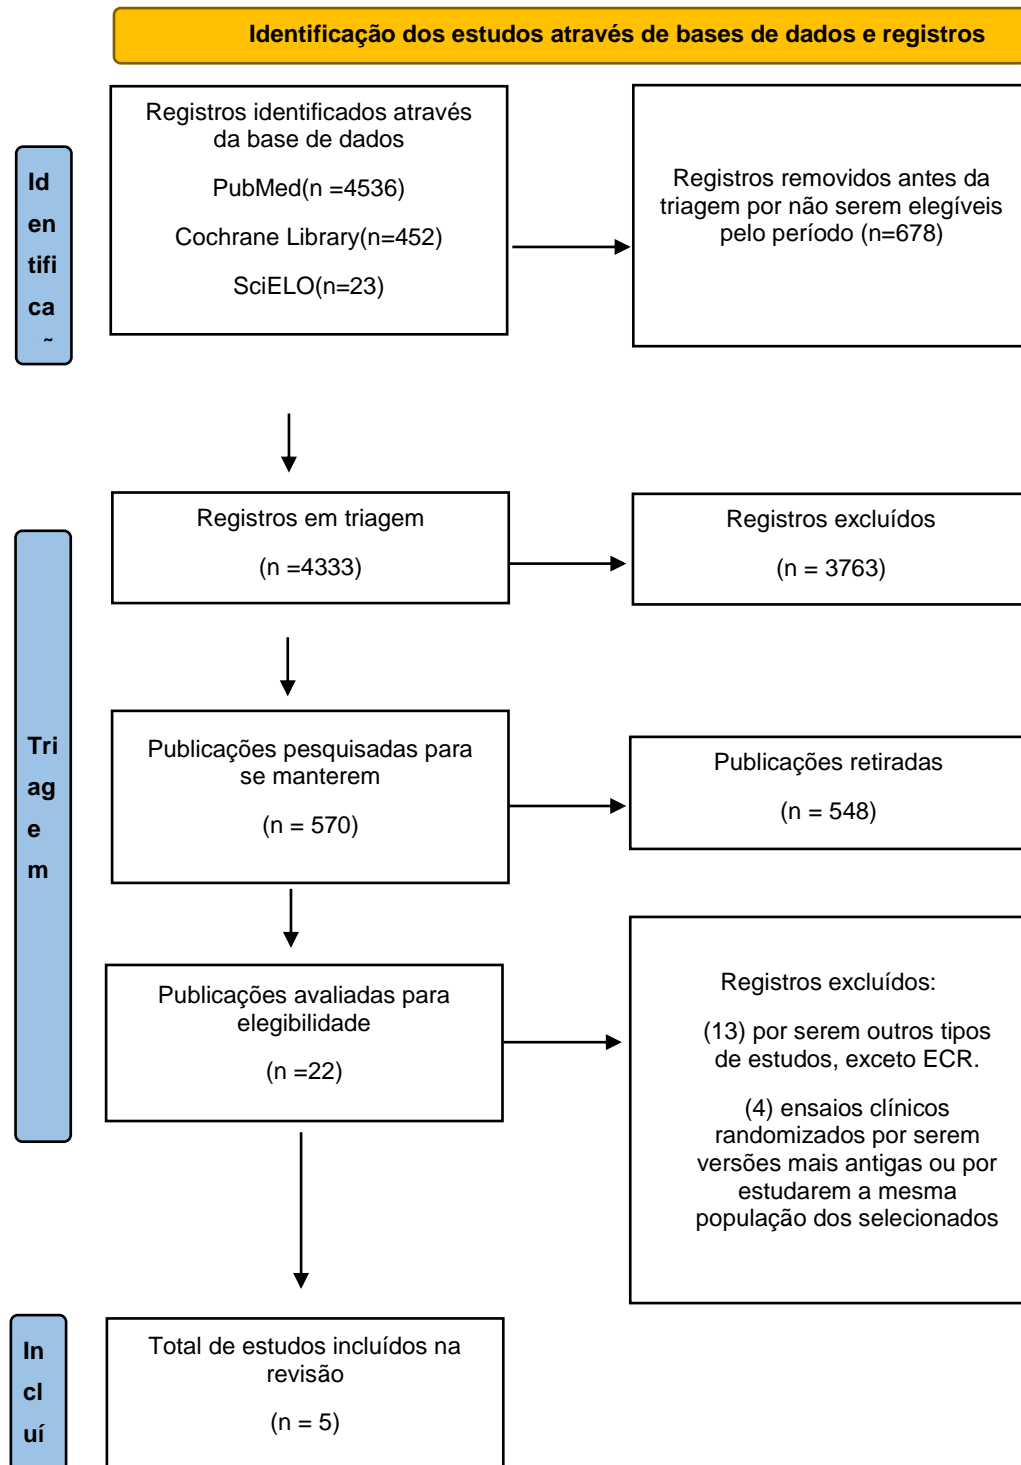 Identificação dos estudos através de bases de dados e registros
Id
en
tifi
ca
~
Registros identificados através
da base de dados
PubMed(n =4536)
Cochrane Library(n=452)
SciELO(n=23)
Registros removidos antes da
triagem por não serem elegíveis
pelo período (n=678)
Tri
ag
e
m
Registros em triagem
(n =4333)
Registros excluídos
(n = 3763)
Publicações pesquisadas para
se manterem
(n = 570)
Publicações retiradas
(n = 548)
Publicações avaliadas para
elegibilidade
(n =22)
Registros excluídos:
(13) por serem outros tipos
de estudos, exceto ECR.
(4) ensaios clínicos
randomizados por serem
versões mais antigas ou por
estudarem a mesma
população dos selecionados
In
cl
uí
Total de estudos incluídos na
revisão
(n = 5)